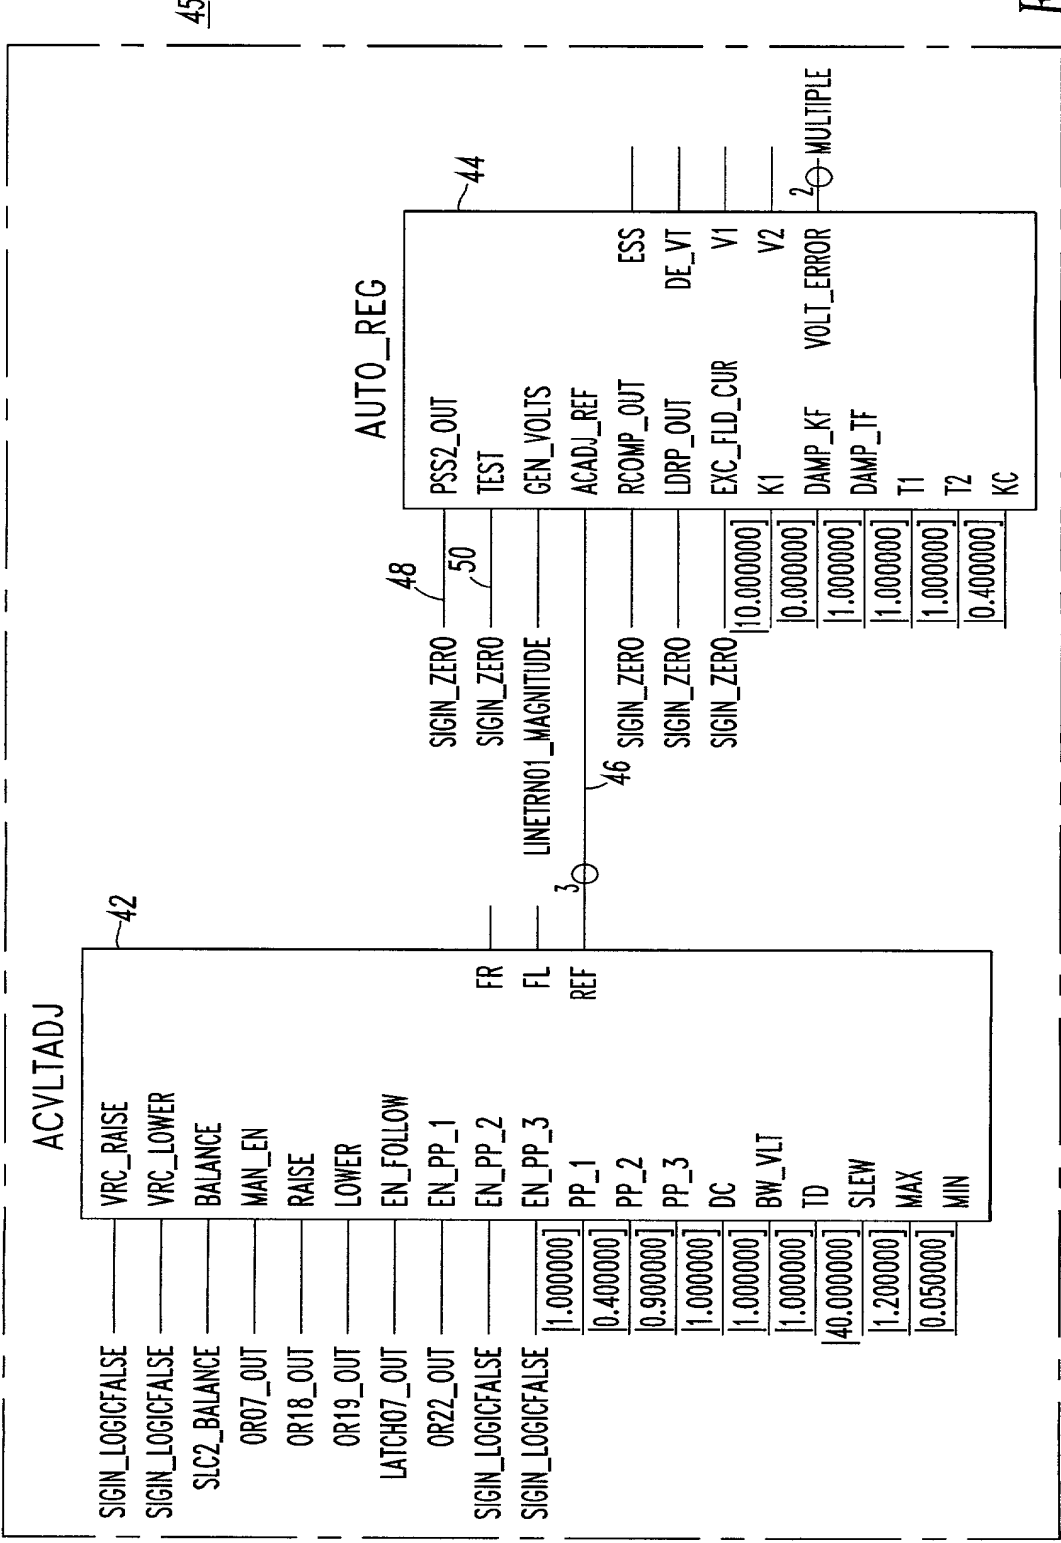 45
ACVLTADJ
42
SIGIN_LOGICFALSE VRC_RAISE
SIGIN_LOGICFALSE VRC_LOWER
SLC2_BALANCE BALANCE
OR07_OUT MAN_EN
OR18_OUT RAISE
OR19_OUT LOWER
LATCH07_OUT EN_FOLLOW
OR22_OUT EN_PP_1
SIGIN_LOGICFALSE EN_PP_2 FR
SIGIN_LOGICFALSE EN_PP_3 FL
[1.000000] PP_1 REF
[0.400000] PP_2
[0.900000] PP_3
[1.000000] DC
[1.000000] BW_VLT
[1.000000] TD
[40.000000] SLEW
[1.200000] MAX
[0.050000] MIN
3
46
AUTO_REG
44
48
SIGIN_ZERO PSS2_OUT
50
SIGIN_ZERO TEST
LINETRN01_MAGNITUDE GEN_VOLTS
ACADJ_REF
SIGIN_ZERO RCOMP_OUT ESS
SIGIN_ZERO LDRP_OUT DE_VT
SIGIN_ZERO EXC_FLD_CUR V1
[10.000000] K1 V2
[0.000000] DAMP_KF VOLT_ERROR 2 MULTIPLE
[1.000000] DAMP_TF
[1.000000] T1
[1.000000] T2
[0.400000] KC